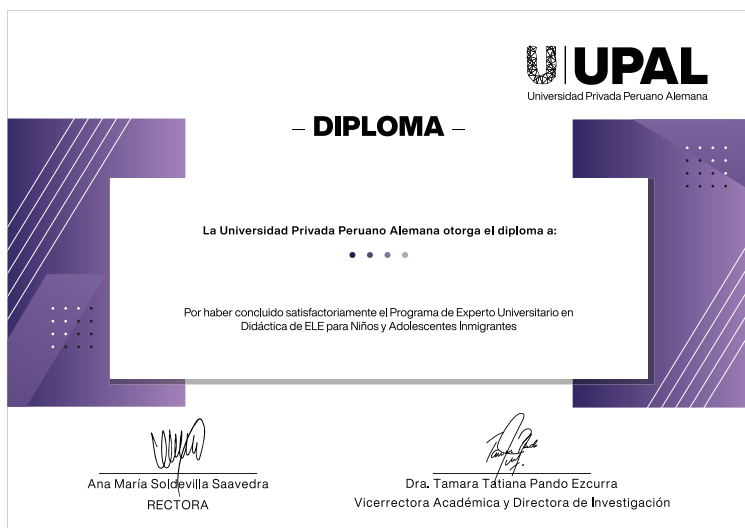 UPAL
Universidad Privada Peruano Alemana
– DIPLOMA –
La Universidad Privada Peruano Alemana otorga el diploma a:
Por haber concluido satisfactoriamente el Programa de Experto Universitario en
Didáctica de ELE para Niños y Adolescentes Inmigrantes
Ana María Soldevilla Saavedra
RECTORA
Dra. Tamara Tatiana Pando Ezcurra
Vicerrectora Académica y Directora de Investigación